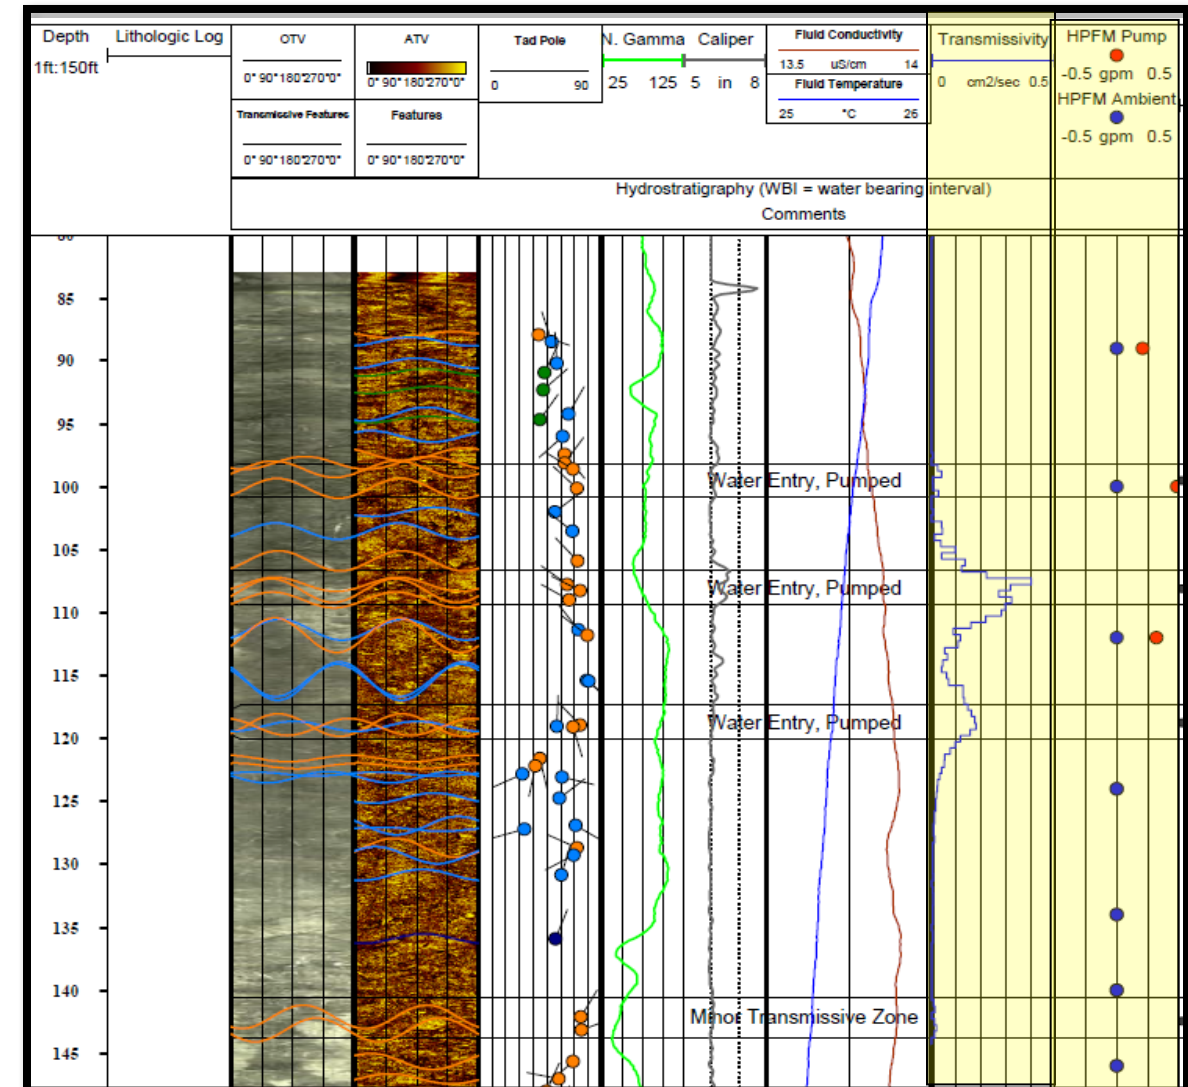 Depth
1ft:150ft
Lithologic Log
OTV
0° 90°180°270°0°
Transmissive Features
0° 90°180°270°0°
ATV
0° 90°180°270°0°
Features
0° 90°180°270°0°
Tad Pole
0 90
N. Gamma
25 125
Caliper
5 in 8
Fluid Conductivity
13.5 uS/cm 14
Fluid Temperature
25 °C 26
Transmissivity
0 cm2/sec 0.5
HPFM Pump
-0.5 gpm 0.5
HPFM Ambient
-0.5 gpm 0.5
Hydrostratigraphy (WBI = water bearing interval)
Comments
80
85
90
95
Water Entry, Pumped
100
105
Water Entry, Pumped
110
115
Water Entry, Pumped
120
125
130
135
140
Minor Transmissive Zone
145